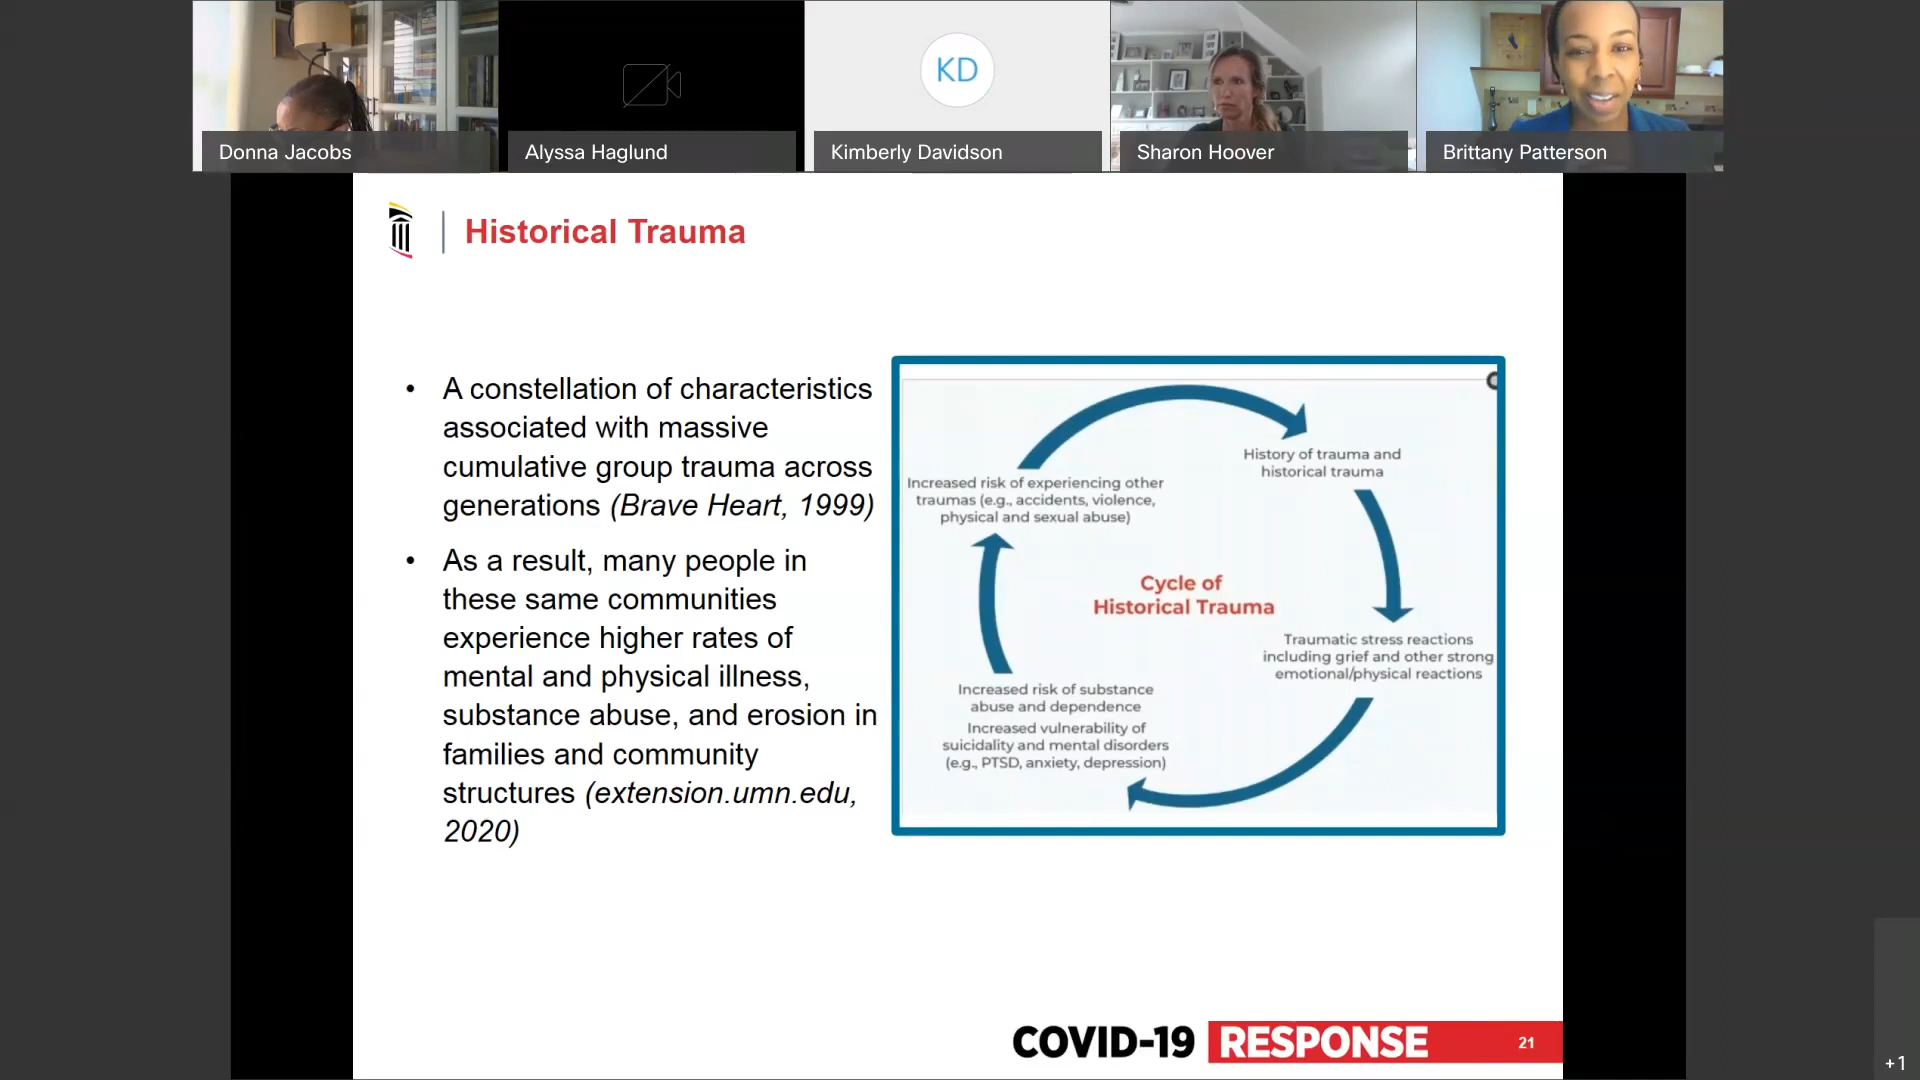 Donna Jacobs
Alyssa Haglund
KD
Kimberly Davidson
Sharon Hoover
Brittany Patterson
Historical Trauma
• A constellation of characteristics
associated with massive
cumulative group trauma across
generations (Brave Heart, 1999)
• As a result, many people in
these same communities
experience higher rates of
mental and physical illness,
substance abuse, and erosion in
families and community
structures (extension.umn.edu,
2020)
History of trauma and
historical trauma
Traumatic stress reactions
including grief and other strong
emotional/physical reactions
Increased risk of substance
abuse and dependence
Increased vulnerability of
suicidality and mental disorders
(e.g., PTSD, anxiety, depression)
Increased risk of experiencing other
traumas (e.g., accidents, violence,
physical and sexual abuse)
Cycle of
Historical Trauma
COVID-19 RESPONSE 21
+1